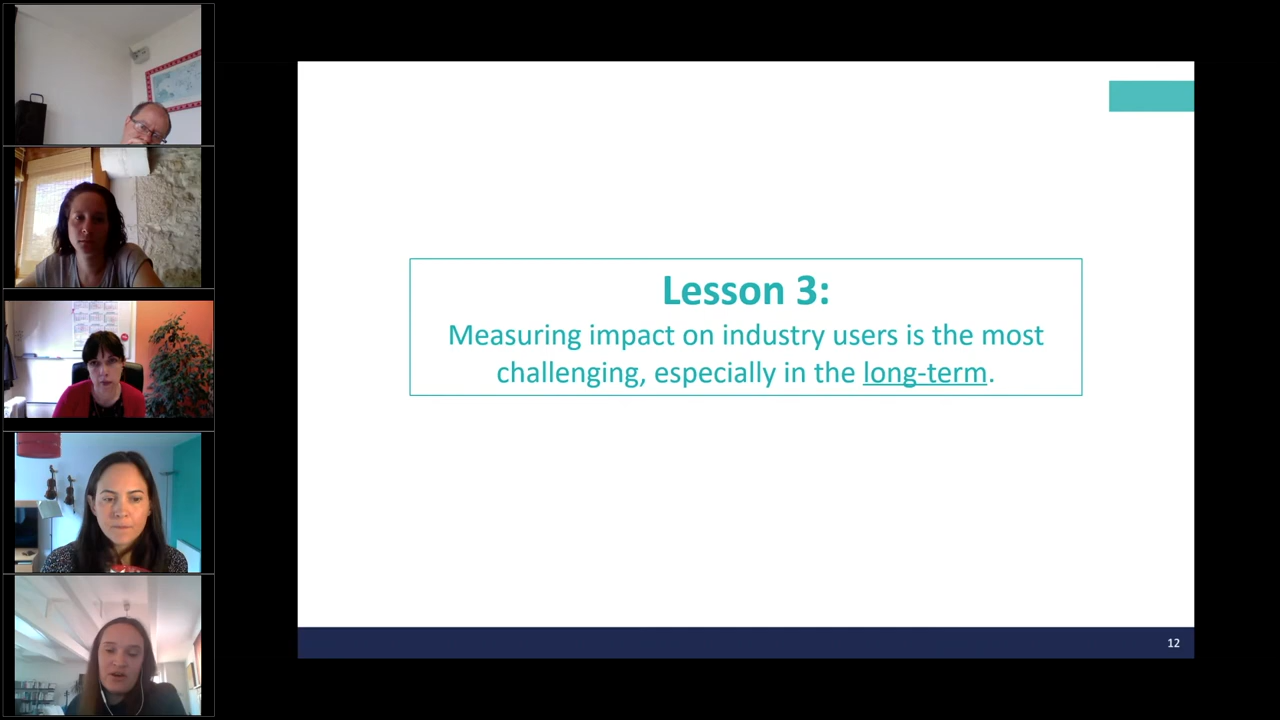 Lesson 3:
Measuring impact on industry users is the most
challenging, especially in the long-term.
12